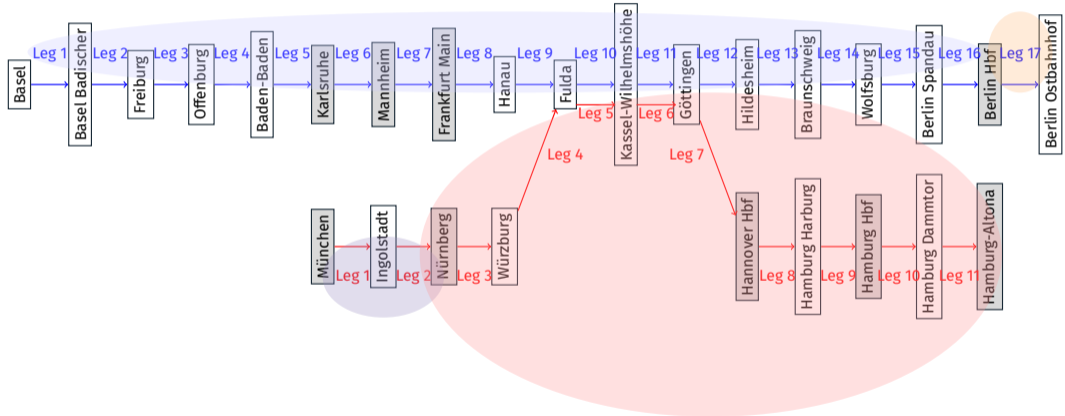 Leg 1
Leg 2
Leg 3
Leg 4
Leg 5
Leg 6
Leg 7
Leg 8
Leg 9
Leg 10
Leg 11
Leg 12
Leg 13
Leg 14
Leg 15
Leg 16
Leg 17
Basel
Basel Badischer
Freiburg
Offenburg
Baden-Baden
Karlsruhe
Mannheim
Frankfurt Main
Hanau
Fulda
Kassel-Wilhelmshöhe
Göttingen
Hildesheim
Braunschweig
Wolfsburg
Berlin Spandau
Berlin Hbf
Berlin Ostbahnhof
Leg 5
Leg 6
Leg 4
Leg 7
München
Ingolstadt
Nürnberg
Würzburg
Hannover Hbf
Hamburg Harburg
Hamburg Hbf
Hamburg Dammtor
Hamburg-Altona
Leg 1
Leg 2
Leg 3
Leg 8
Leg 9
Leg 10
Leg 11